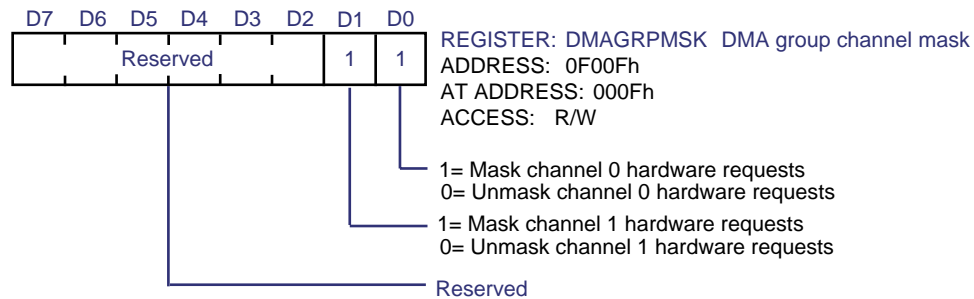 D7 D6 D5 D4 D3 D2 D1 D0
Reserved 1 1
REGISTER: DMAGRPMSK DMA group channel mask
ADDRESS: 0F00Fh
AT ADDRESS: 000Fh
ACCESS: R/W
1= Mask channel 0 hardware requests
0= Unmask channel 0 hardware requests
1= Mask channel 1 hardware requests
0= Unmask channel 1 hardware requests
Reserved